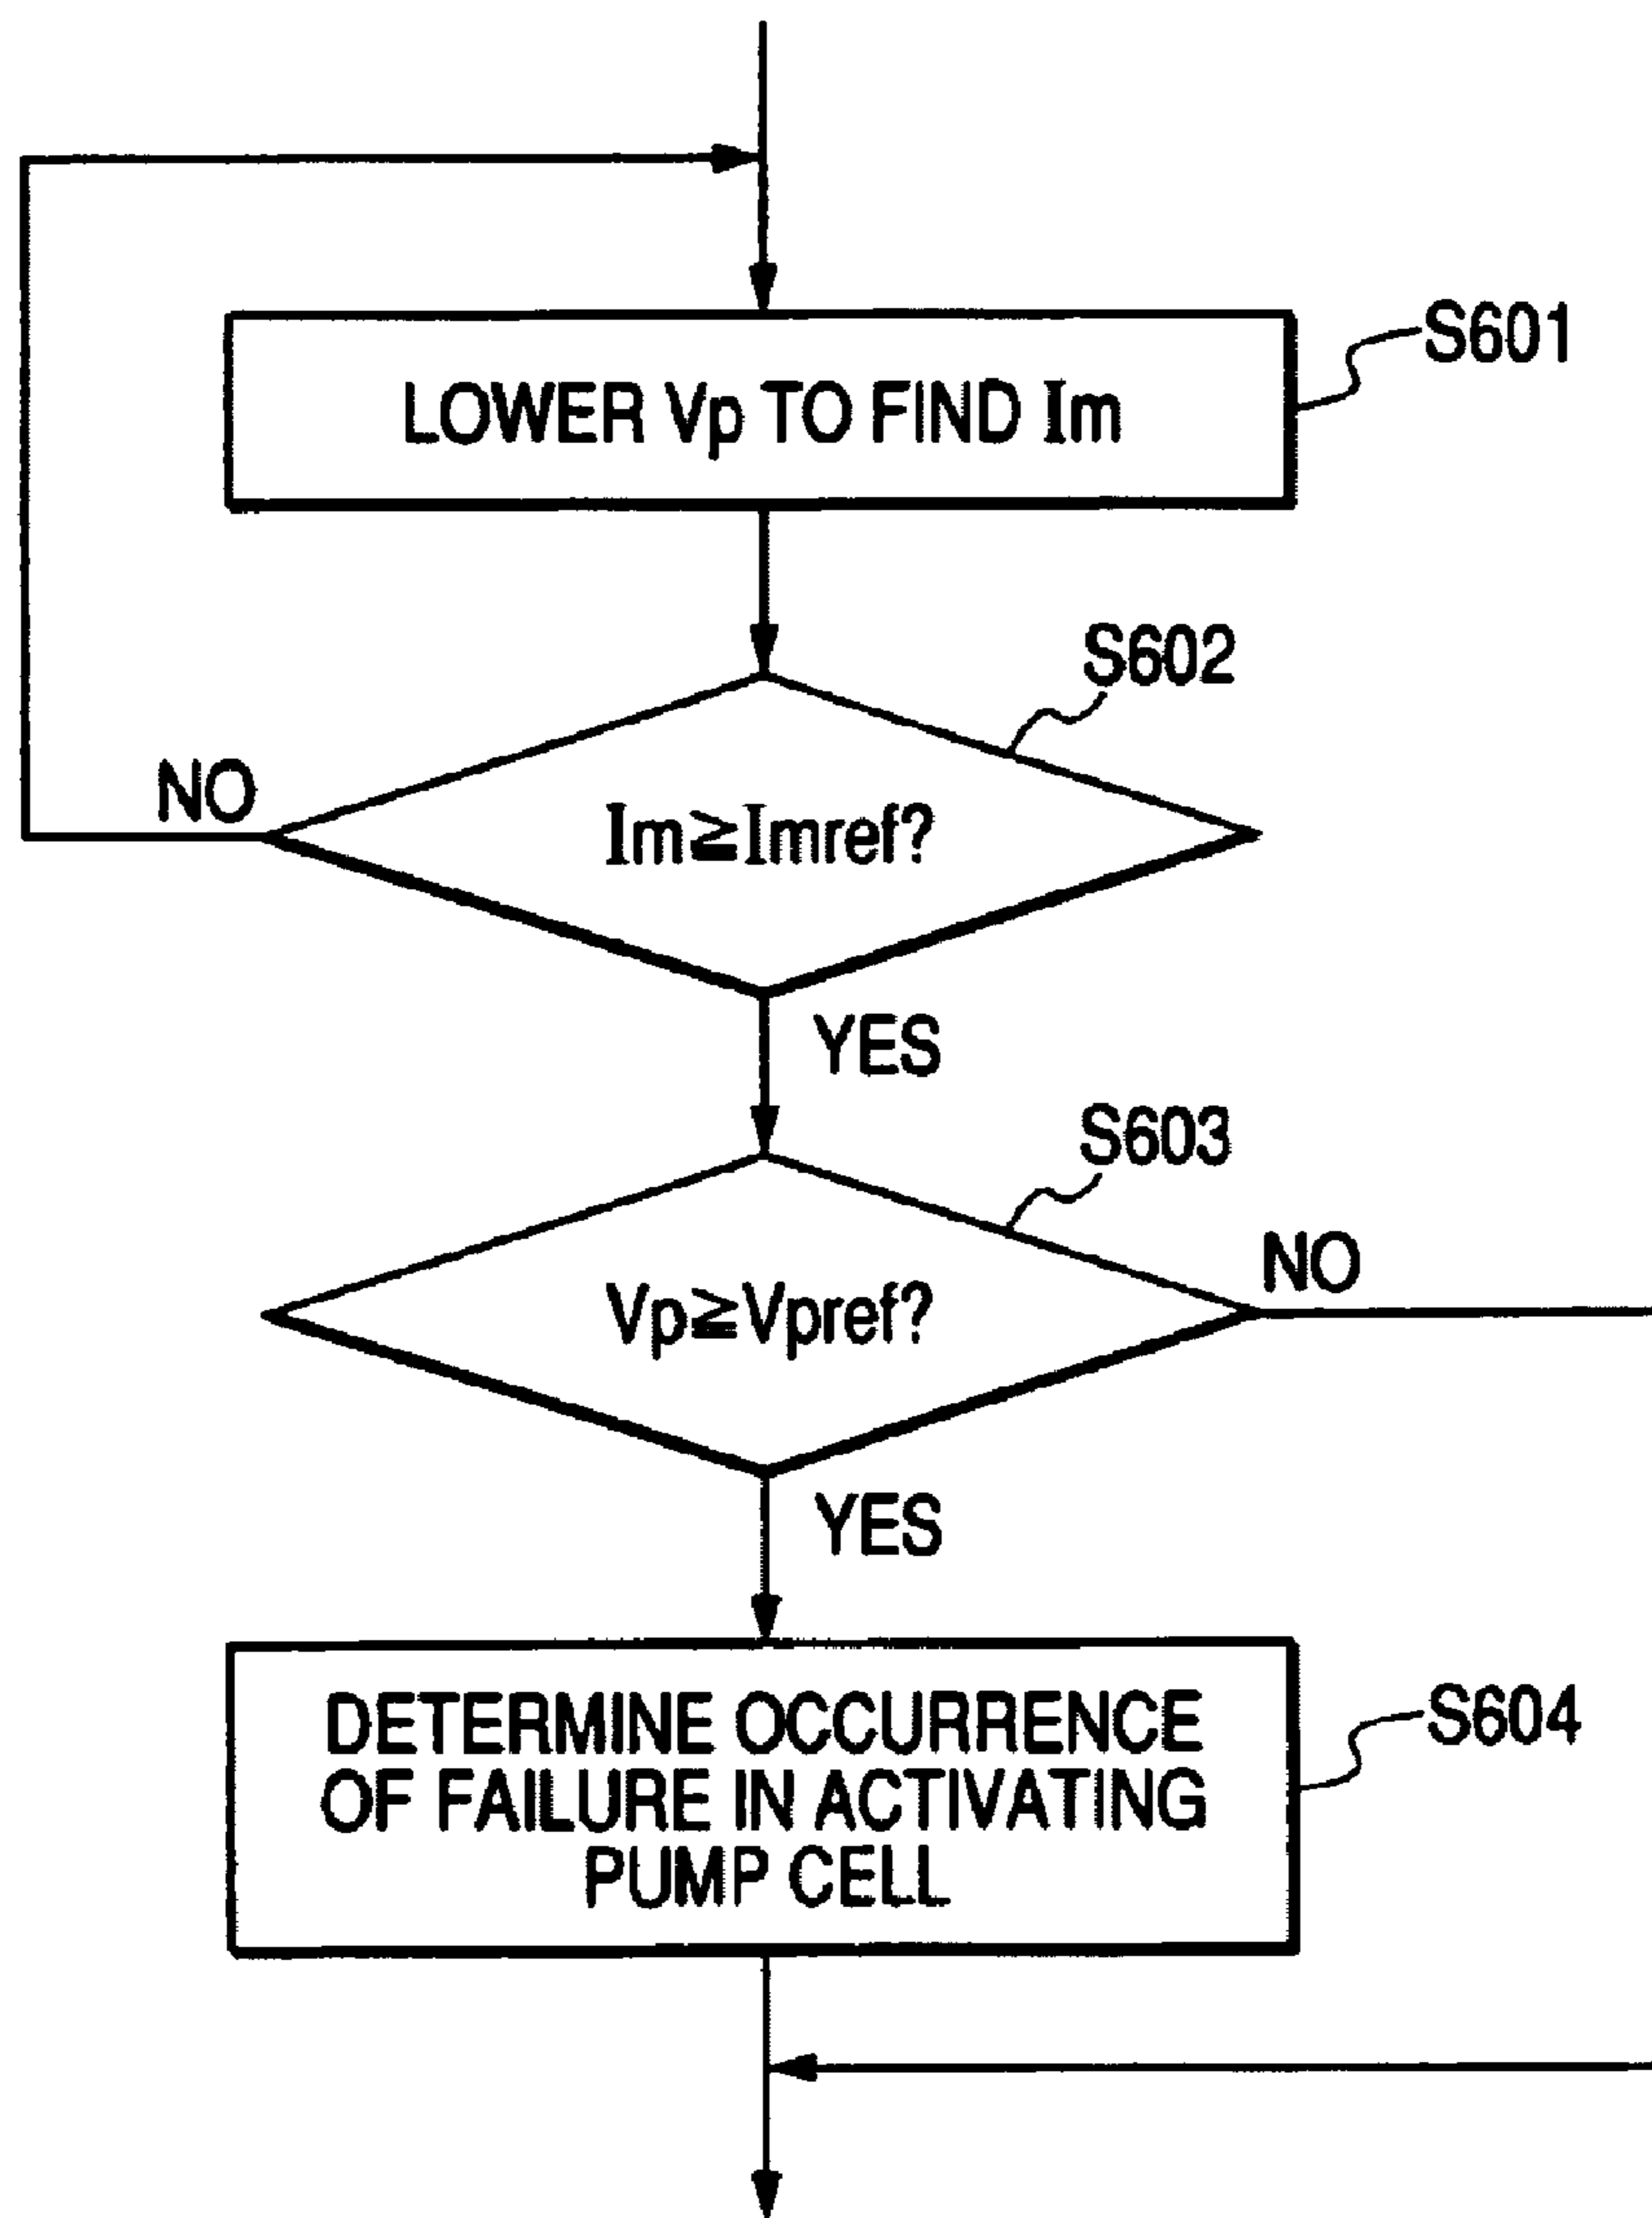 S601
LOWER Vp TO FIND Im
S602
NO
Im≧Imref?
YES
S603
NO
Vp≧Vpref?
YES
S604
DETERMINE OCCURRENCE
OF FAILURE IN ACTIVATING
PUMP CELL